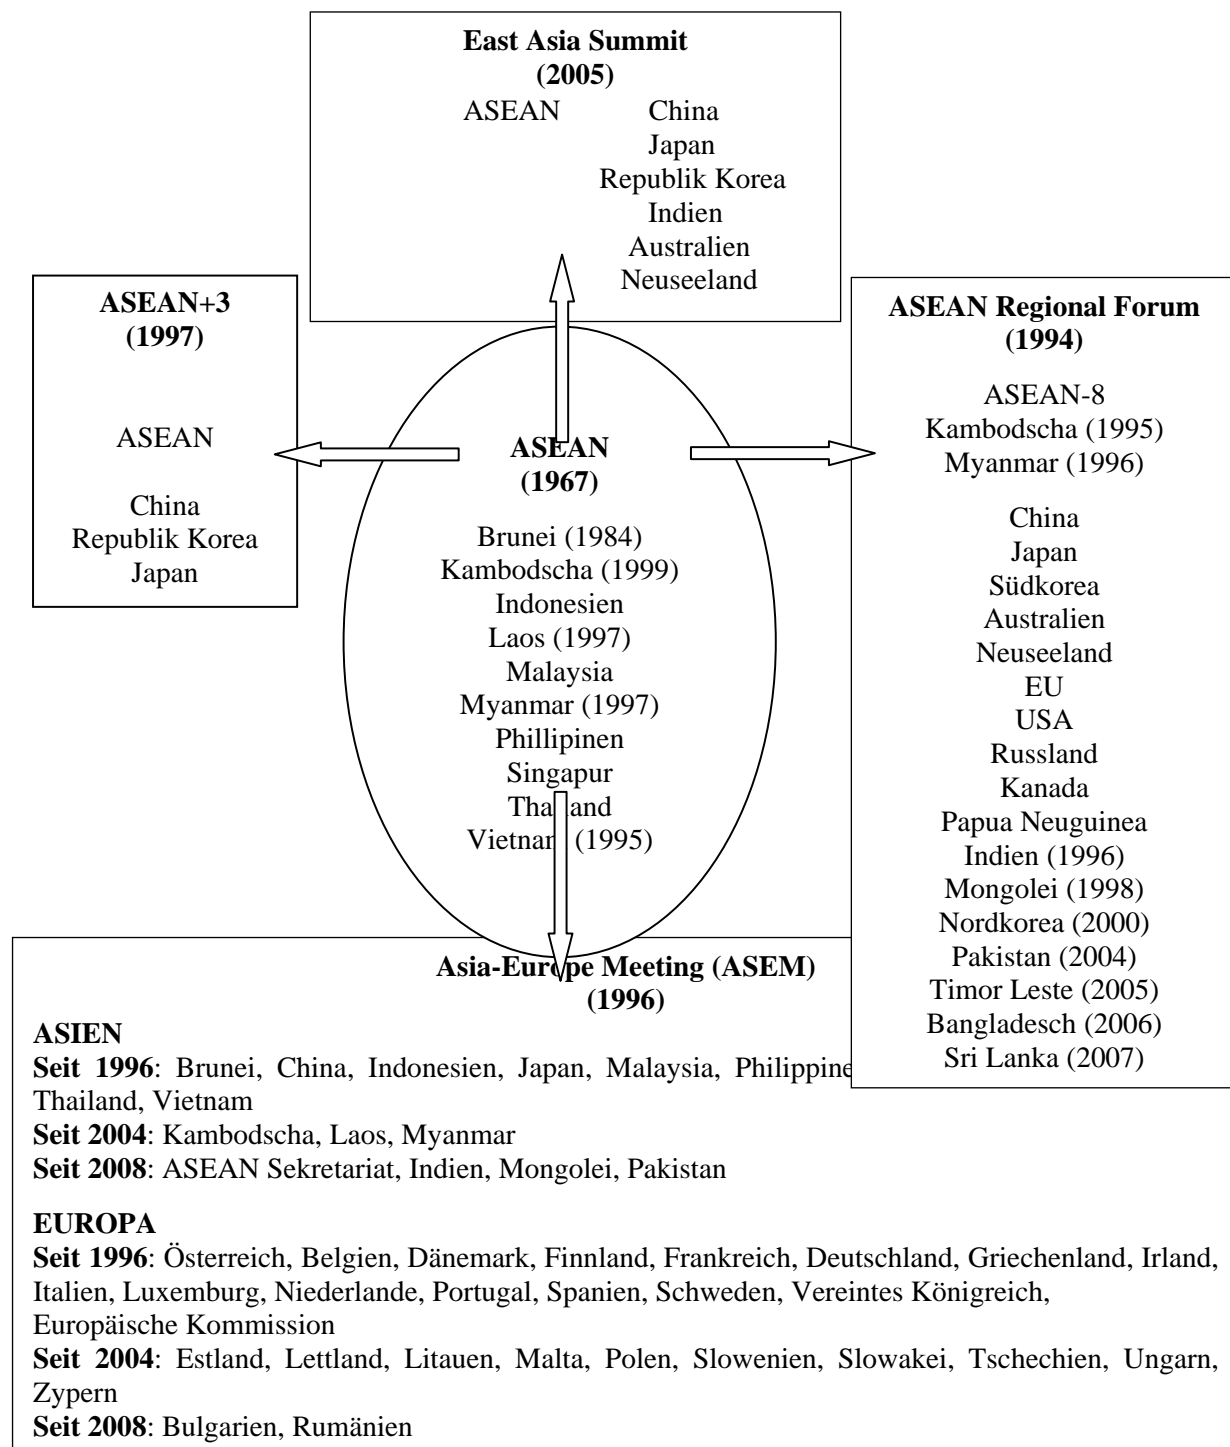 East Asia Summit
(2005)
ASEAN China
Japan
Republik Korea
Indien
Australien
Neuseeland
ASEAN+3
(1997)
ASEAN
China
Republik Korea
Japan
ASEAN
(1967)
Brunei (1984)
Kambodscha (1999)
Indonesien
Laos (1997)
Malaysia
Myanmar (1997)
Phillipinen
Singapur
Thailand
Vietnam (1995)
ASEAN Regional Forum
(1994)
ASEAN-8
Kambodscha (1995)
Myanmar (1996)
China
Japan
Südkorea
Australien
Neuseeland
EU
USA
Russland
Kanada
Papua Neuguinea
Indien (1996)
Mongolei (1998)
Nordkorea (2000)
Pakistan (2004)
Timor Leste (2005)
Bangladesch (2006)
Sri Lanka (2007)
Asia-Europe Meeting (ASEM)
(1996)
ASIEN
Seit 1996: Brunei, China, Indonesien, Japan, Malaysia, Philippine
Thailand, Vietnam
Seit 2004: Kambodscha, Laos, Myanmar
Seit 2008: ASEAN Sekretariat, Indien, Mongolei, Pakistan
EUROPA
Seit 1996: Österreich, Belgien, Dänemark, Finnland, Frankreich, Deutschland, Griechenland, Irland,
Italien, Luxemburg, Niederlande, Portugal, Spanien, Schweden, Vereintes Königreich,
Europäische Kommission
Seit 2004: Estland, Lettland, Litauen, Malta, Polen, Slowenien, Slowakei, Tschechien, Ungarn,
Zypern
Seit 2008: Bulgarien, Rumänien